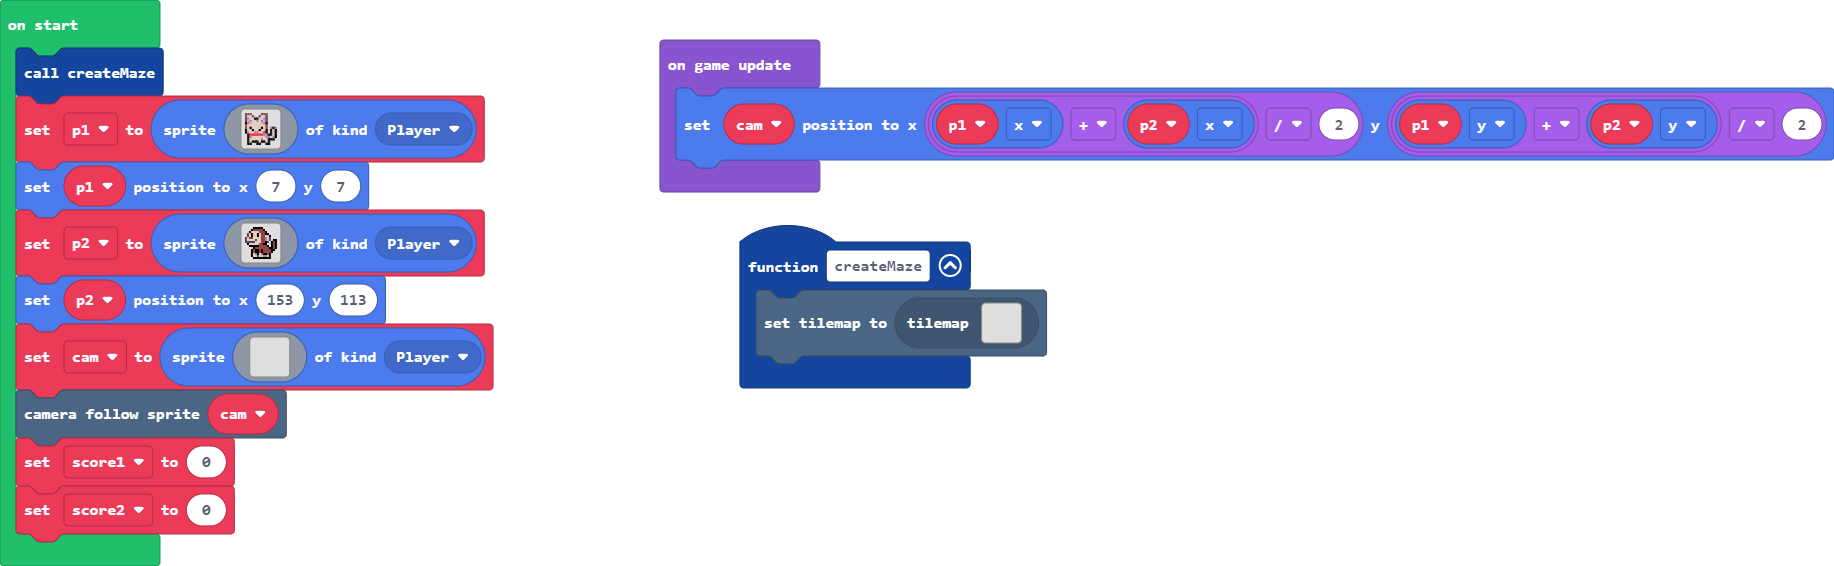 on start
call createMaze
set p1 to sprite of kind Player
set p1 position to x 7 y 7
set p2 to sprite of kind Player
set p2 position to x 153 y 113
set cam to sprite of kind Player
camera follow sprite cam
set score1 to 0
set score2 to 0
on game update
set cam position to x p1 x + p2 x / 2 y p1 y + p2 y / 2
function createMaze
set tilemap to tilemap